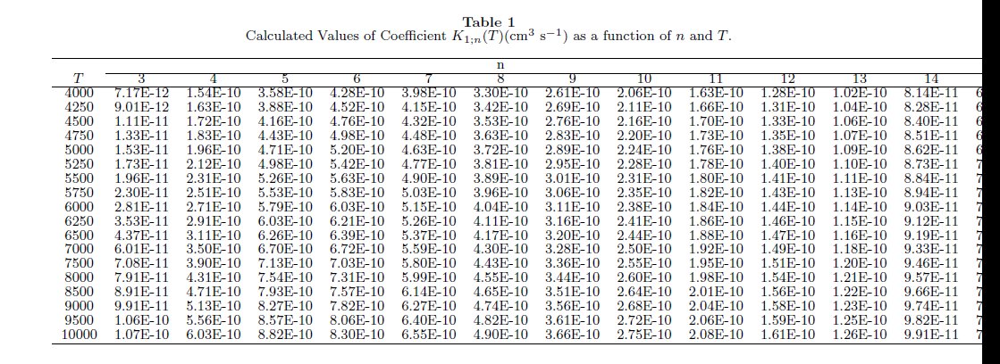 Table 1
Calculated Values of Coefficient K1;n(T)(cm3 s−1) as a function of n and T.
n
T 3 4 5 6 7 8 9 10 11 12 13 14
4000 7.17E-12 1.54E-10 3.58E-10 4.28E-10 3.98E-10 3.30E-10 2.61E-10 2.06E-10 1.63E-10 1.28E-10 1.02E-10 8.14E-11 6
4250 9.01E-12 1.63E-10 3.88E-10 4.52E-10 4.15E-10 3.42E-10 2.69E-10 2.11E-10 1.66E-10 1.31E-10 1.04E-10 8.28E-11 6
4500 1.11E-11 1.72E-10 4.16E-10 4.76E-10 4.32E-10 3.53E-10 2.76E-10 2.16E-10 1.70E-10 1.33E-10 1.06E-10 8.40E-11 6
4750 1.33E-11 1.83E-10 4.43E-10 4.98E-10 4.48E-10 3.63E-10 2.83E-10 2.20E-10 1.73E-10 1.35E-10 1.07E-10 8.51E-11 6
5000 1.53E-11 1.96E-10 4.71E-10 5.20E-10 4.63E-10 3.72E-10 2.89E-10 2.24E-10 1.76E-10 1.38E-10 1.09E-10 8.62E-11 6
5250 1.73E-11 2.12E-10 4.98E-10 5.42E-10 4.77E-10 3.81E-10 2.95E-10 2.28E-10 1.78E-10 1.40E-10 1.10E-10 8.73E-11 7
5500 1.96E-11 2.31E-10 5.26E-10 5.63E-10 4.90E-10 3.89E-10 3.01E-10 2.31E-10 1.80E-10 1.41E-10 1.11E-10 8.84E-11 7
5750 2.30E-11 2.51E-10 5.53E-10 5.83E-10 5.03E-10 3.96E-10 3.06E-10 2.35E-10 1.82E-10 1.43E-10 1.13E-10 8.94E-11 7
6000 2.81E-11 2.71E-10 5.79E-10 6.03E-10 5.15E-10 4.04E-10 3.11E-10 2.38E-10 1.84E-10 1.44E-10 1.14E-10 9.03E-11 7
6250 3.53E-11 2.91E-10 6.03E-10 6.21E-10 5.26E-10 4.11E-10 3.16E-10 2.41E-10 1.86E-10 1.46E-10 1.15E-10 9.12E-11 7
6500 4.37E-11 3.11E-10 6.26E-10 6.39E-10 5.37E-10 4.17E-10 3.20E-10 2.44E-10 1.88E-10 1.47E-10 1.16E-10 9.19E-11 7
7000 6.01E-11 3.50E-10 6.70E-10 6.72E-10 5.59E-10 4.30E-10 3.28E-10 2.50E-10 1.92E-10 1.49E-10 1.18E-10 9.33E-11 7
7500 7.08E-11 3.90E-10 7.13E-10 7.03E-10 5.80E-10 4.43E-10 3.36E-10 2.55E-10 1.95E-10 1.51E-10 1.20E-10 9.46E-11 7
8000 7.91E-11 4.31E-10 7.54E-10 7.31E-10 5.99E-10 4.55E-10 3.44E-10 2.60E-10 1.98E-10 1.54E-10 1.21E-10 9.57E-11 7
8500 8.91E-11 4.71E-10 7.93E-10 7.57E-10 6.14E-10 4.65E-10 3.51E-10 2.64E-10 2.01E-10 1.56E-10 1.22E-10 9.66E-11 7
9000 9.91E-11 5.13E-10 8.27E-10 7.82E-10 6.27E-10 4.74E-10 3.56E-10 2.68E-10 2.04E-10 1.58E-10 1.23E-10 9.74E-11 7
9500 1.06E-10 5.56E-10 8.57E-10 8.06E-10 6.40E-10 4.82E-10 3.61E-10 2.72E-10 2.06E-10 1.59E-10 1.25E-10 9.82E-11 7
10000 1.07E-10 6.03E-10 8.82E-10 8.30E-10 6.55E-10 4.90E-10 3.66E-10 2.75E-10 2.08E-10 1.61E-10 1.26E-10 9.91E-11 7